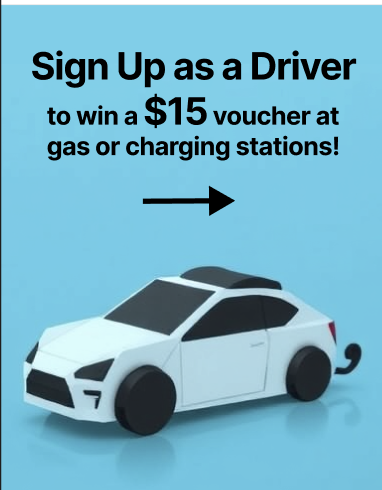 Sign Up as a Driver
to win a $15 voucher at
gas or charging stations!